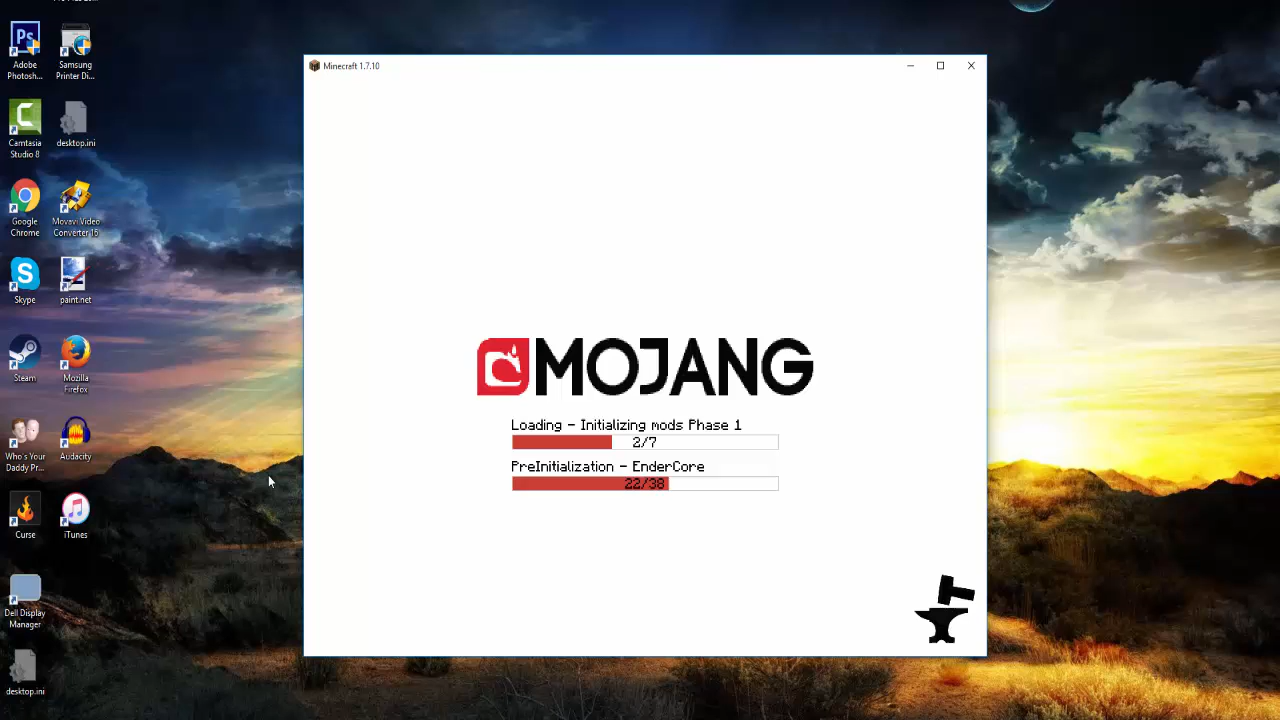 Adobe
Photosh...
Samsung
Printer Di...
Camtasia
Studio 8
desktop.ini
Google
Chrome
Movavi Video
Converter 16
Skype
paint.net
Steam
Mozilla
Firefox
Who's Your
Daddy Pr...
Audacity
Curse
iTunes
Dell Display
Manager
desktop.ini
Minecraft 1.7.10
MOJANG
Loading - Initializing mods Phase 1
2/7
PreInitialization - EnderCore
22/38